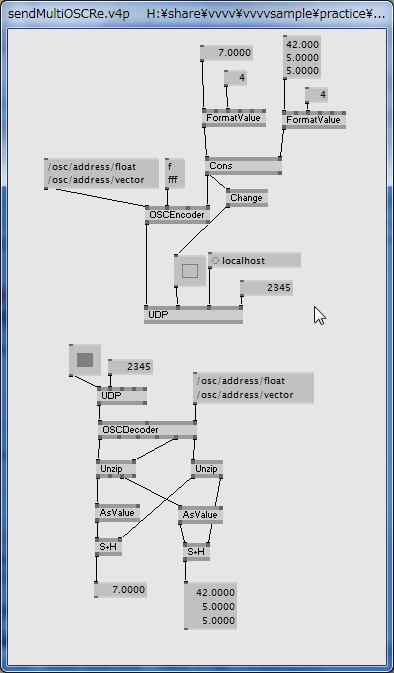 sendMultiOSCRe.v4p H:¥share¥vvvv¥vvvvsample¥practice¥...
7.0000
42.000
5.0000
5.0000
4
4
FormatValue
FormatValue
/osc/address/float
/osc/address/vector
f
fff
Cons
Change
OSCEncoder
localhost
2345
UDP
2345
/osc/address/float
/osc/address/vector
UDP
OSCDecoder
Unzip
Unzip
AsValue
AsValue
S+H
S+H
7.0000
42.0000
5.0000
5.0000